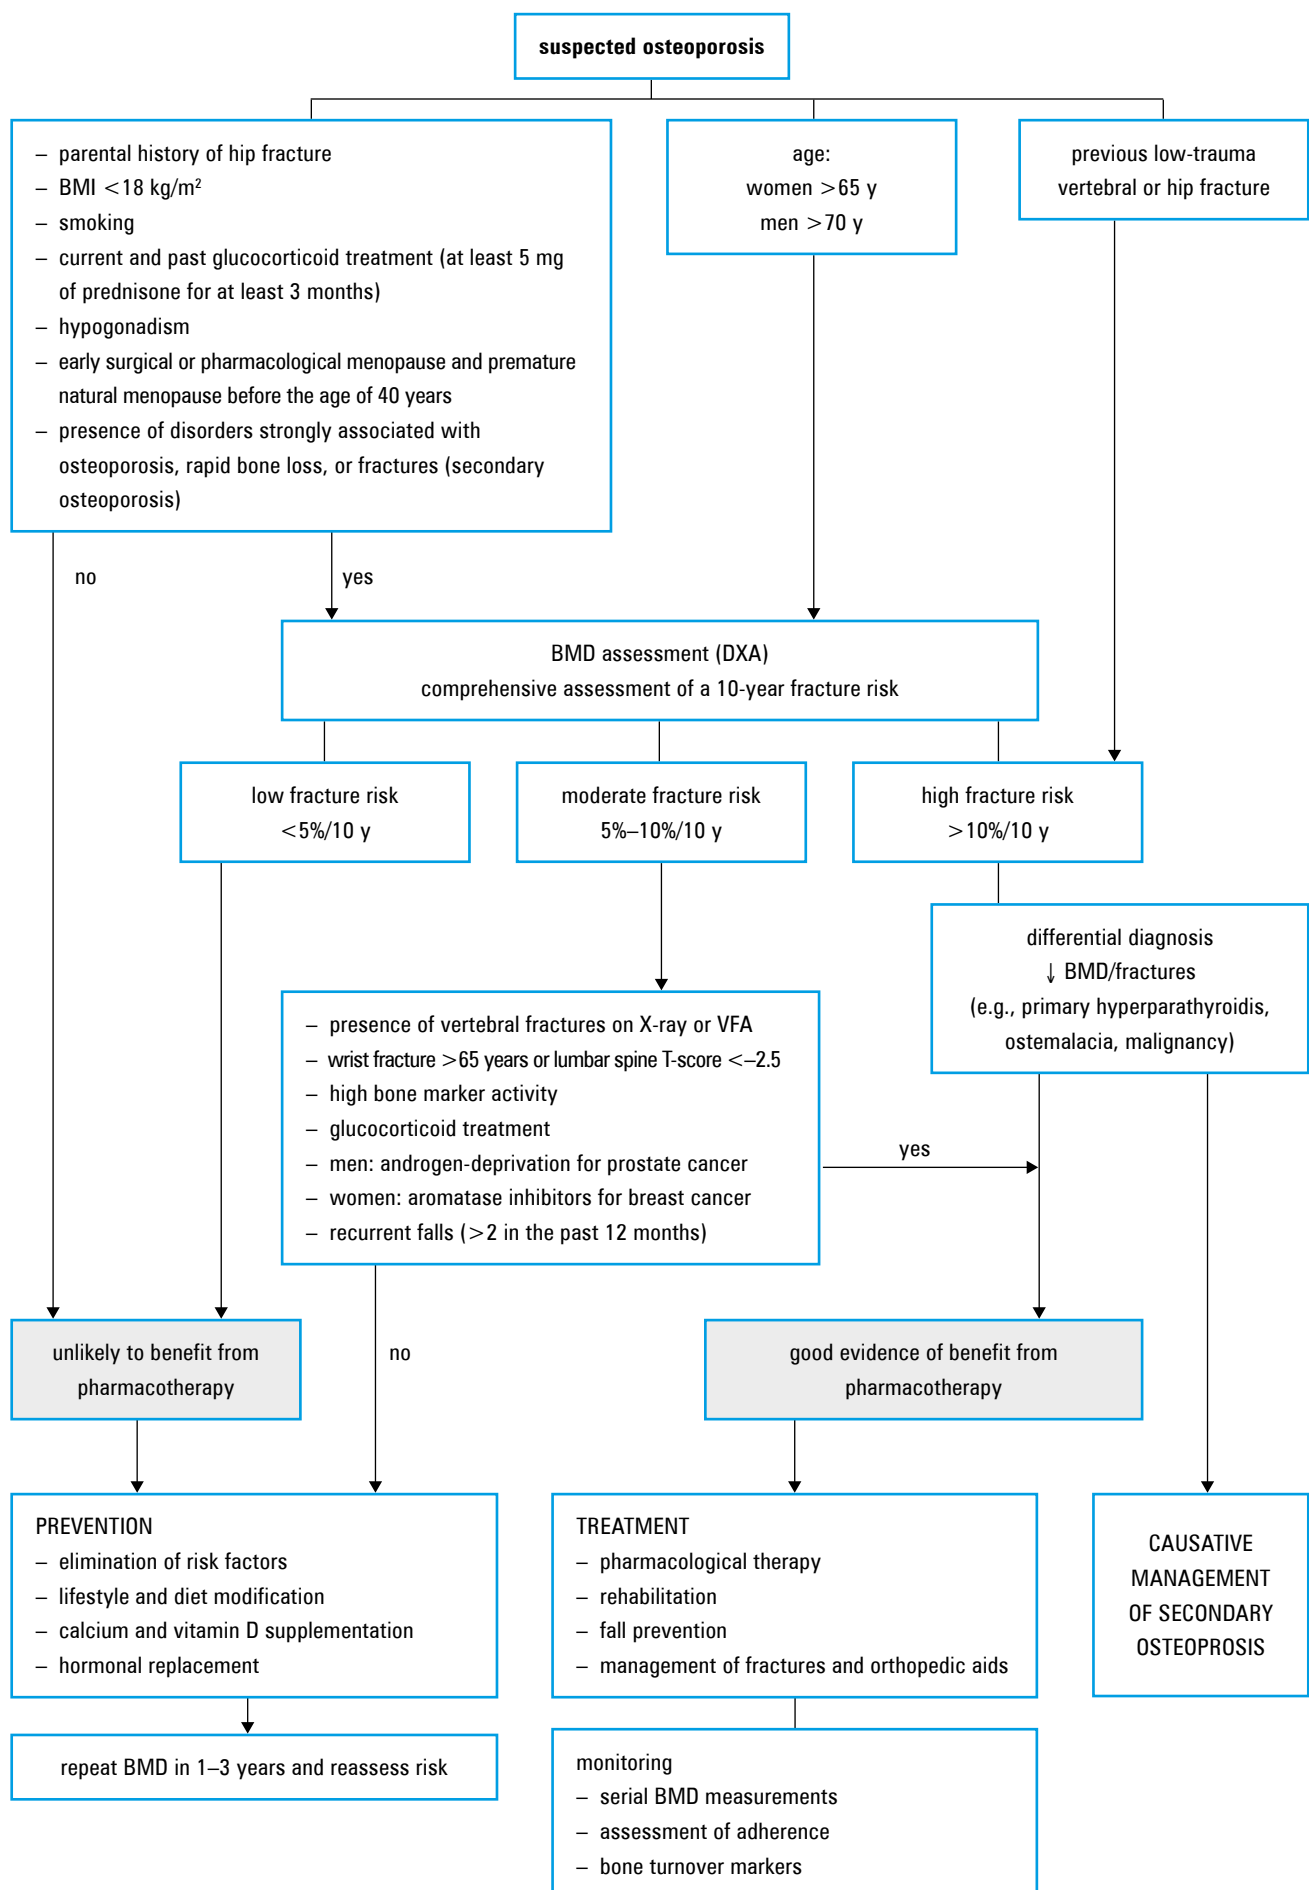 suspected osteoporosis
– parental history of hip fracture
– BMI <18 kg/m²
– smoking
– current and past glucocorticoid treatment (at least 5 mg
of prednisone for at least 3 months)
– hypogonadism
– early surgical or pharmacological menopause and premature
natural menopause before the age of 40 years
– presence of disorders strongly associated with
osteoporosis, rapid bone loss, or fractures (secondary
osteoporosis)
age:
women >65 y
men >70 y
previous low-trauma
vertebral or hip fracture
no
yes
BMD assessment (DXA)
comprehensive assessment of a 10-year fracture risk
low fracture risk
<5%/10 y
moderate fracture risk
5%–10%/10 y
high fracture risk
>10%/10 y
differential diagnosis
↓ BMD/fractures
(e.g., primary hyperparathyroidis,
ostemalacia, malignancy)
– presence of vertebral fractures on X-ray or VFA
– wrist fracture >65 years or lumbar spine T-score <–2.5
– high bone marker activity
– glucocorticoid treatment
– men: androgen-deprivation for prostate cancer
– women: aromatase inhibitors for breast cancer
– recurrent falls (>2 in the past 12 months)
yes
unlikely to benefit from
pharmacotherapy
no
good evidence of benefit from
pharmacotherapy
PREVENTION
– elimination of risk factors
– lifestyle and diet modification
– calcium and vitamin D supplementation
– hormonal replacement
TREATMENT
– pharmacological therapy
– rehabilitation
– fall prevention
– management of fractures and orthopedic aids
CAUSATIVE
MANAGEMENT
OF SECONDARY
OSTEOPROSIS
repeat BMD in 1–3 years and reassess risk
monitoring
– serial BMD measurements
– assessment of adherence
– bone turnover markers